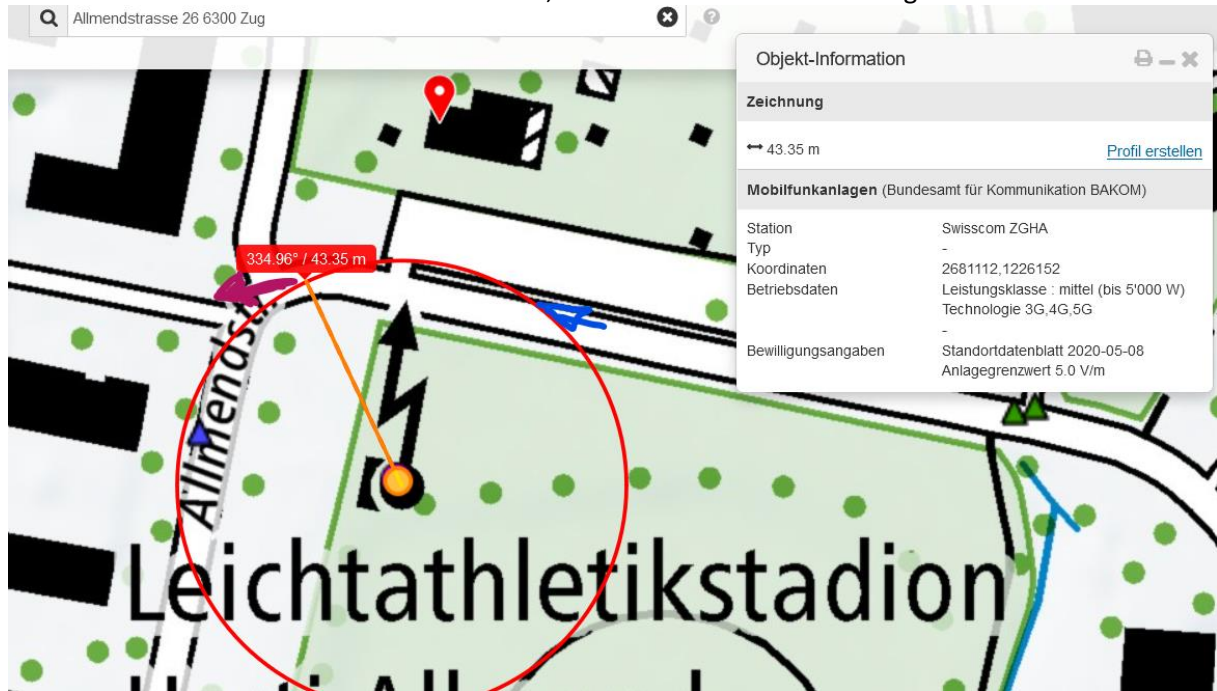 Allmendstrasse 26 6300 Zug
Objekt-Information
Zeichnung
43.35 m
Profil erstellen
Mobilfunkanlagen (Bundesamt für Kommunikation BAKOM)
Station Swisscom ZGHA
Typ -
Koordinaten 2681112,1226152
Betriebsdaten Leistungsklasse : mittel (bis 5'000 W)
Technologie 3G,4G,5G
-
Bewilligungsangaben Standortdatenblatt 2020-05-08
Anlagegrenzwert 5.0 V/m
334.96° / 43.35 m
Allmendstr
Leichtathletikstadion